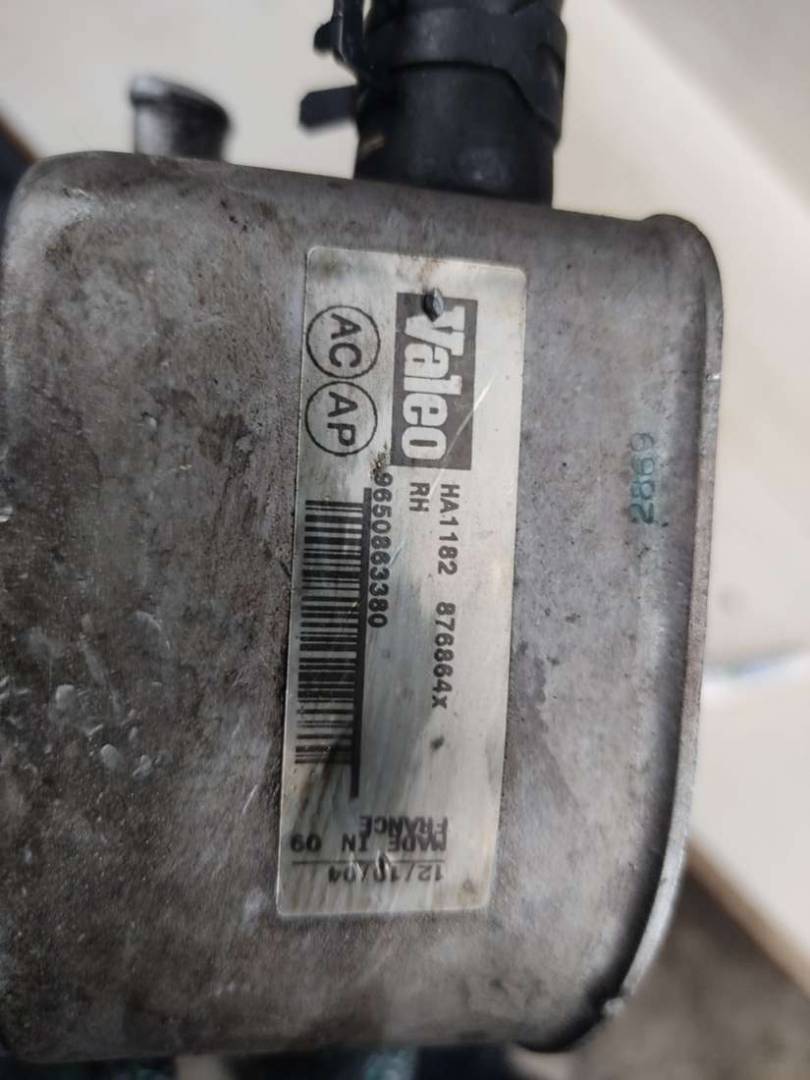 Valeo
HA1182 876864x
RH
AC AP
9650863380
MADE IN 09
FRANCE
12/10/04
2869